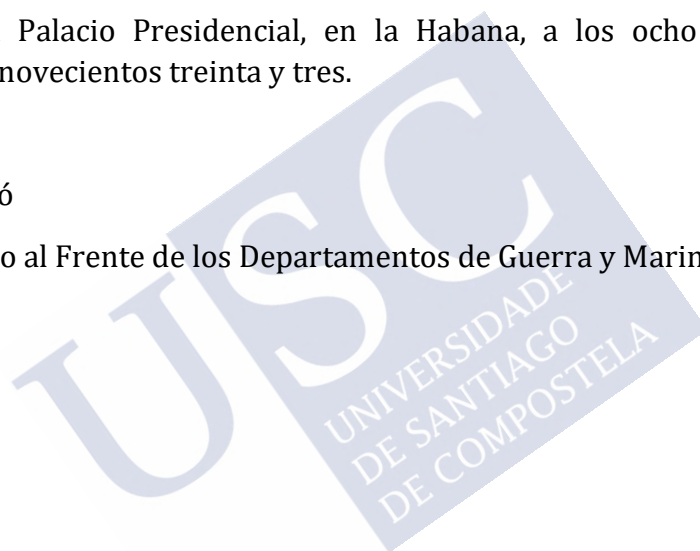 Palacio Presidencial, en la Habana, a los ocho
novecientos treinta y tres.
ó
o al Frente de los Departamentos de Guerra y Marin
USC
UNIVERSIDADE
DE SANTIAGO
DE COMPOSTELA